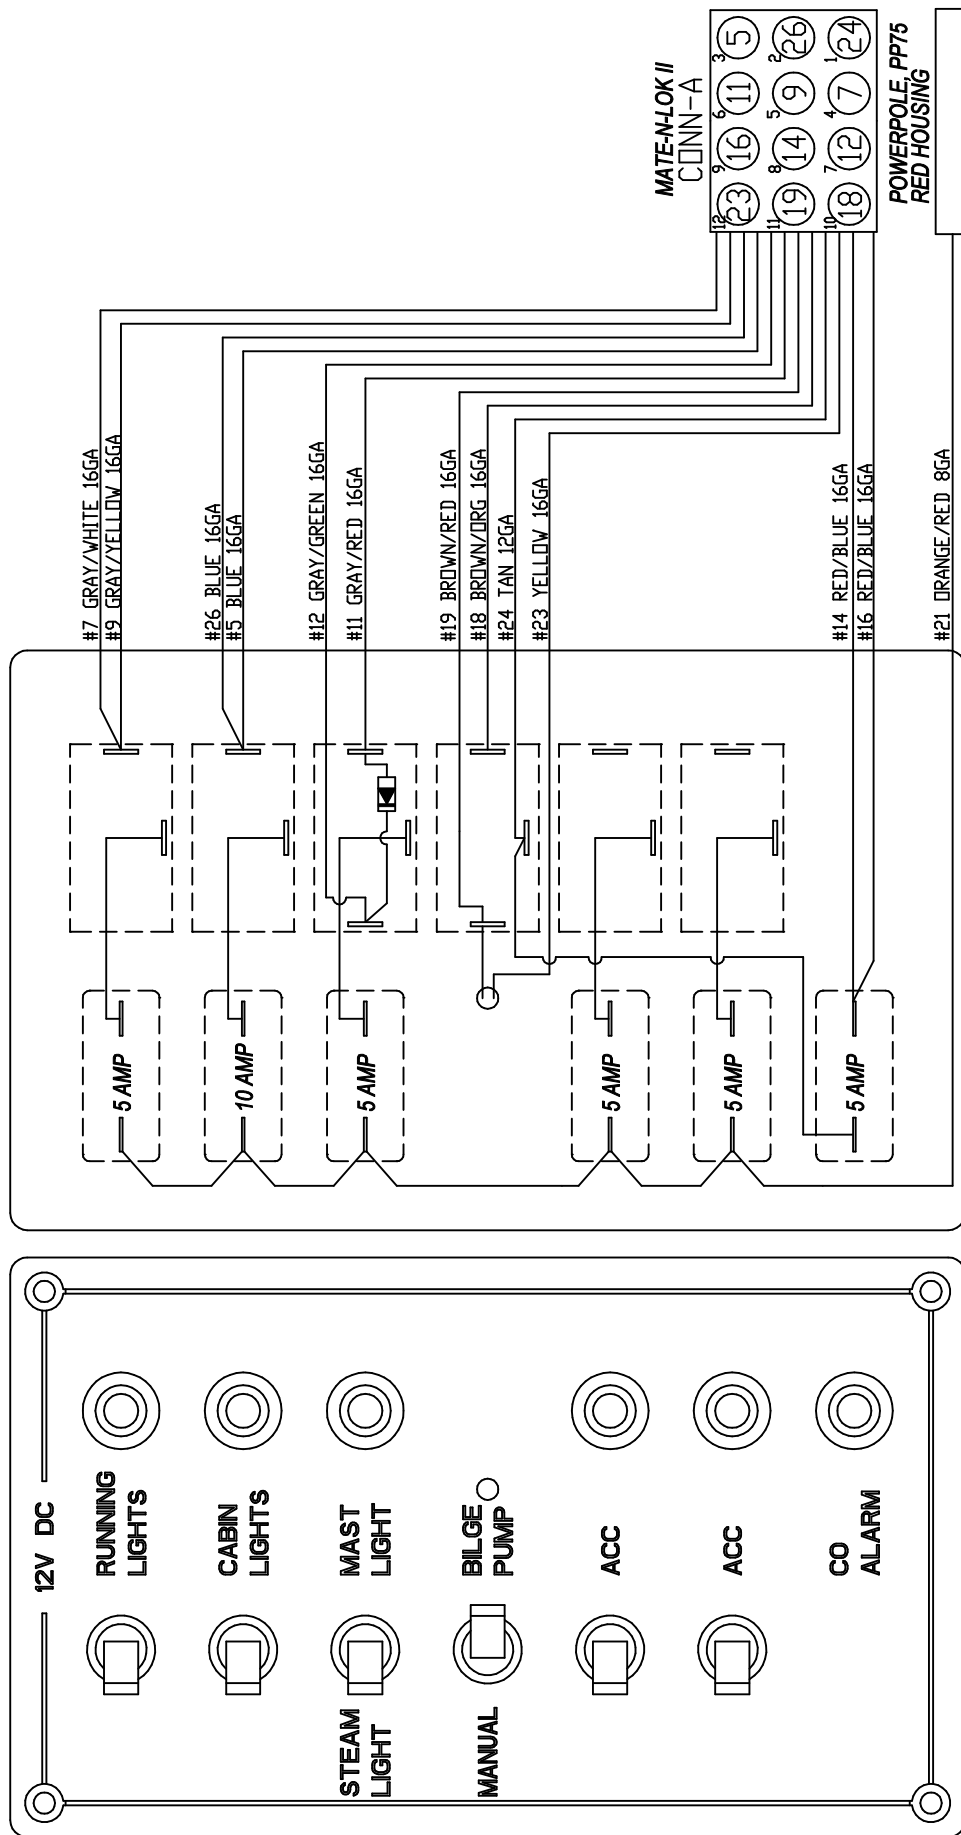 MATE-N-LOK II
CONN-A
3
5
2
26
1
24
6
11
5
9
4
7
9
16
8
14
7
12
12
23
11
19
10
18
POWERPOLE, PP75
RED HOUSING
#7 GRAY/WHITE 16GA
#9 GRAY/YELLOW 16GA
#26 BLUE 16GA
#5 BLUE 16GA
#12 GRAY/GREEN 16GA
#11 GRAY/RED 16GA
#19 BROWN/RED 16GA
#18 BROWN/ORG 16GA
#24 TAN 12GA
#23 YELLOW 16GA
#14 RED/BLUE 16GA
#16 RED/BLUE 16GA
#21 ORANGE/RED 8GA
5 AMP
10 AMP
5 AMP
5 AMP
5 AMP
5 AMP
12V DC
RUNNING
LIGHTS
CABIN
LIGHTS
MAST
LIGHT
STEAM
LIGHT
BILGE
PUMP
MANUAL
ACC
ACC
CO
ALARM